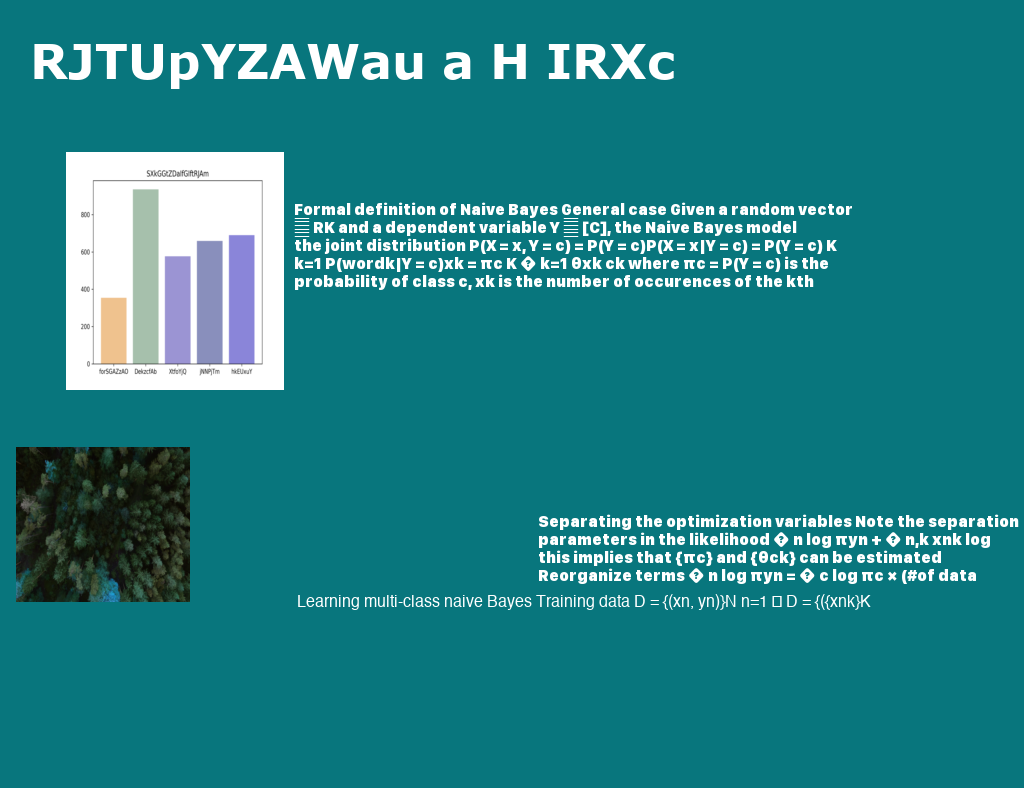 RJTUpYZAWau a H IRXc
SXkGGtZDaIfGIftRJAm
800
600
400
200
0
forSGAZzAO DekzcfAb XtfoYJQ jNNPjTm hkEUxuY
Formal definition of Naive Bayes General case Given a random vector
RK and a dependent variable Y [C], the Naive Bayes model
the joint distribution P(X = x, Y = c) = P(Y = c)P(X = x|Y = c) = P(Y = c) K
k=1 P(wordk|Y = c)xk = πc K � k=1 θxk ck where πc = P(Y = c) is the
probability of class c, xk is the number of occurences of the kth
Separating the optimization variables Note the separation
parameters in the likelihood � n log πyn + � n,k xnk log
this implies that {πc} and {θck} can be estimated
Reorganize terms � n log πyn = � c log πc × (#of data
Learning multi-class naive Bayes Training data D = {(xn, yn)}N n=1 D = {({xnk}K